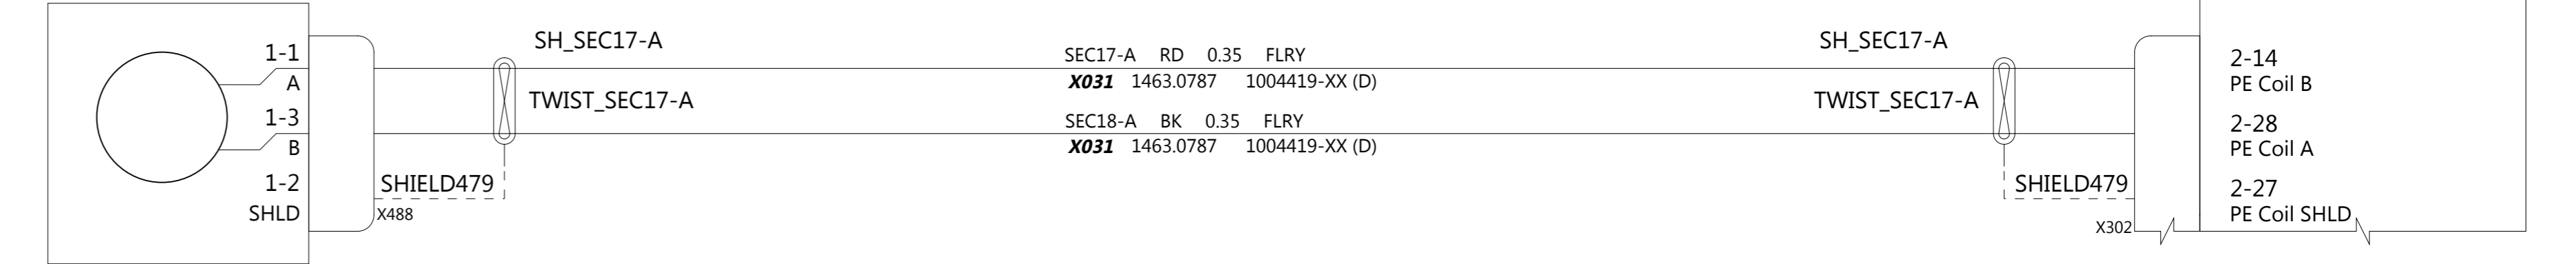 1-1
A
1-3
B
1-2
SHLD
X488
SH_SEC17-A
TWIST_SEC17-A
SHIELD479
SEC17-A RD 0.35 FLRY
X031 1463.0787 1004419-XX (D)
SEC18-A BK 0.35 FLRY
X031 1463.0787 1004419-XX (D)
SH_SEC17-A
TWIST_SEC17-A
SHIELD479
X302
2-14
PE Coil B
2-28
PE Coil A
2-27
PE Coil SHLD